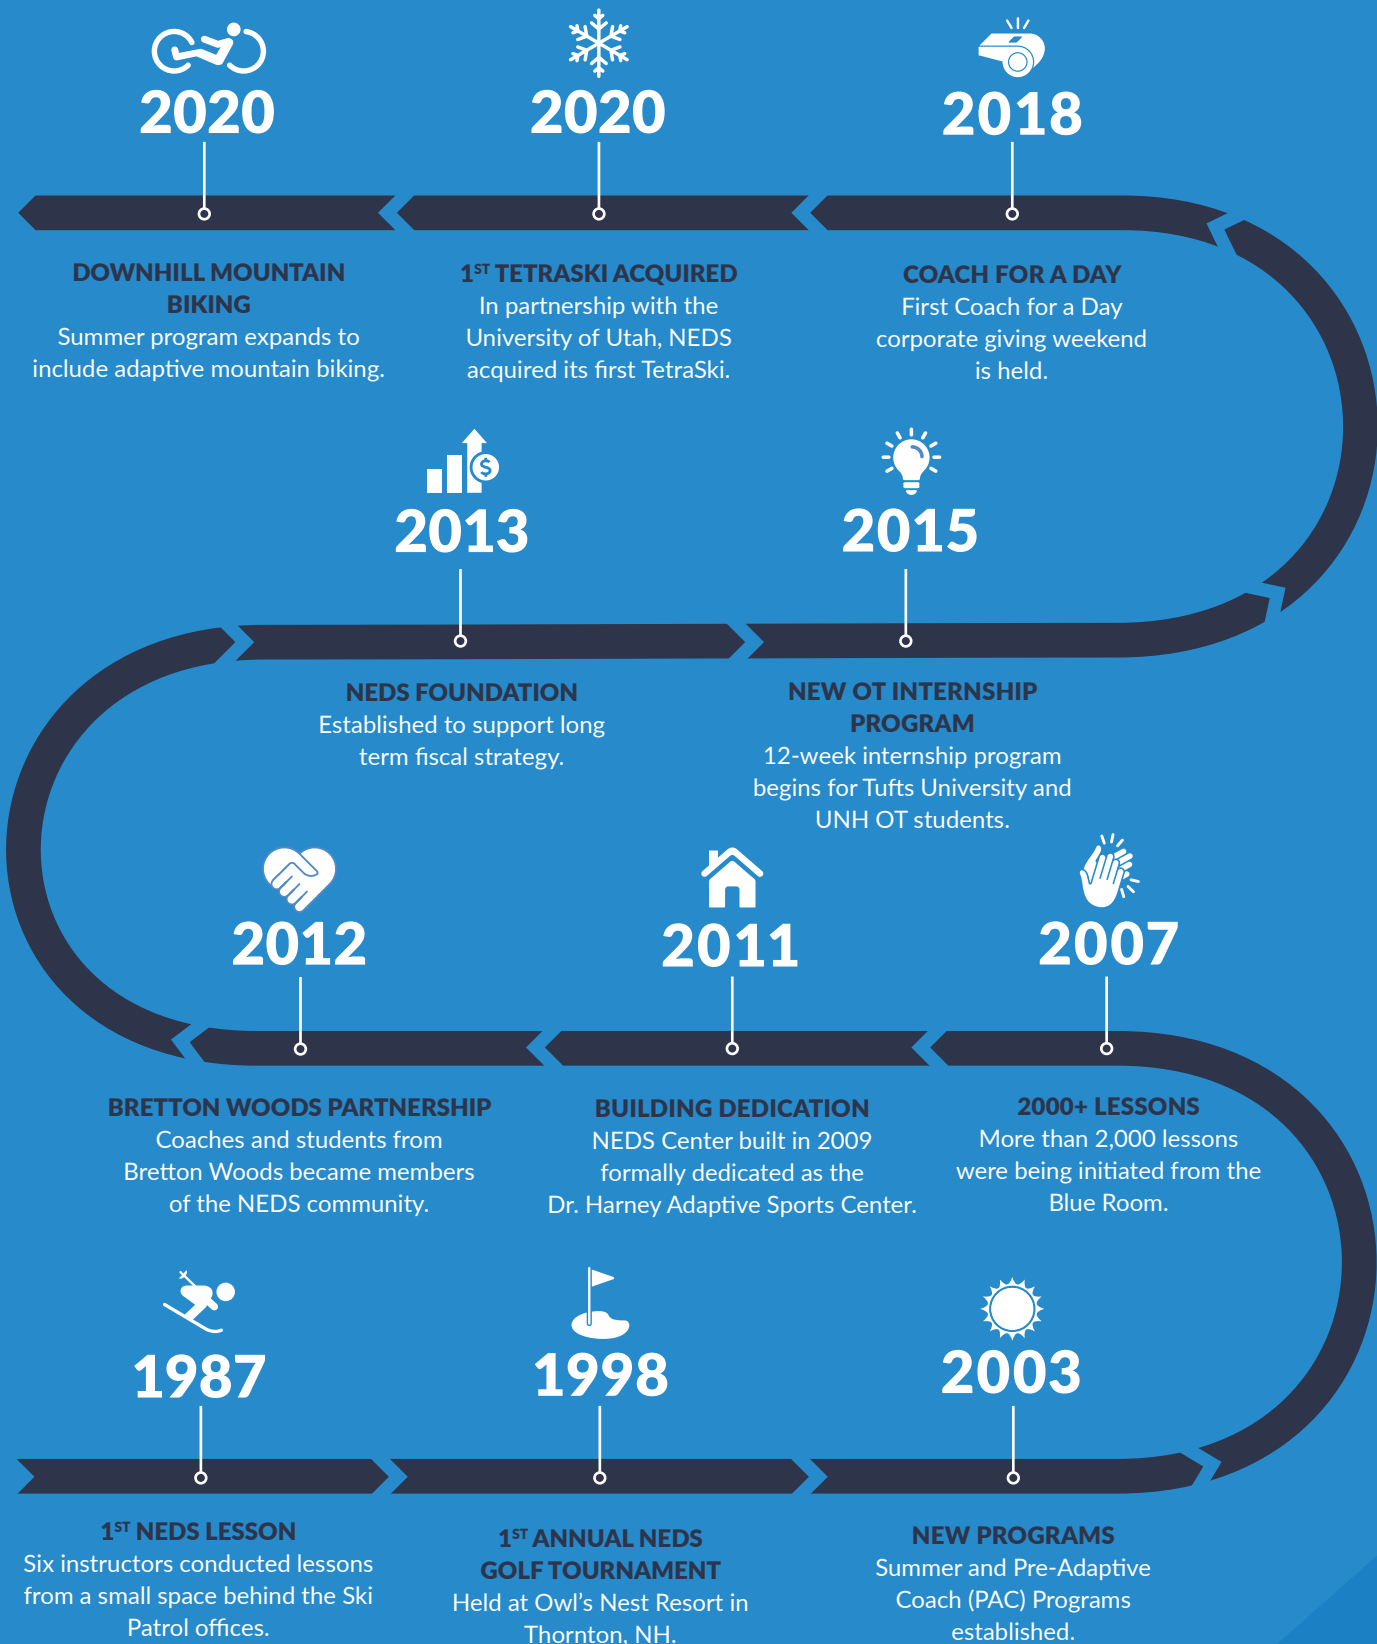 2020
DOWNHILL MOUNTAIN
BIKING
Summer program expands to
include adaptive mountain biking.
2020
1ST TETRASKI ACQUIRED
In partnership with the
University of Utah, NEDS
acquired its first TetraSki.
2018
COACH FOR A DAY
First Coach for a Day
corporate giving weekend
is held.
2013
NEDS FOUNDATION
Established to support long
term fiscal strategy.
2015
NEW OT INTERNSHIP
PROGRAM
12-week internship program
begins for Tufts University and
UNH OT students.
2012
BRETTON WOODS PARTNERSHIP
Coaches and students from
Bretton Woods became members
of the NEDS community.
2011
BUILDING DEDICATION
NEDS Center built in 2009
formally dedicated as the
Dr. Harney Adaptive Sports Center.
2007
2000+ LESSONS
More than 2,000 lessons
were being initiated from the
Blue Room.
1987
1ST NEDS LESSON
Six instructors conducted lessons
from a small space behind the Ski
Patrol offices.
1998
1ST ANNUAL NEDS
GOLF TOURNAMENT
Held at Owl's Nest Resort in
Thornton, NH.
2003
NEW PROGRAMS
Summer and Pre-Adaptive
Coach (PAC) Programs
established.